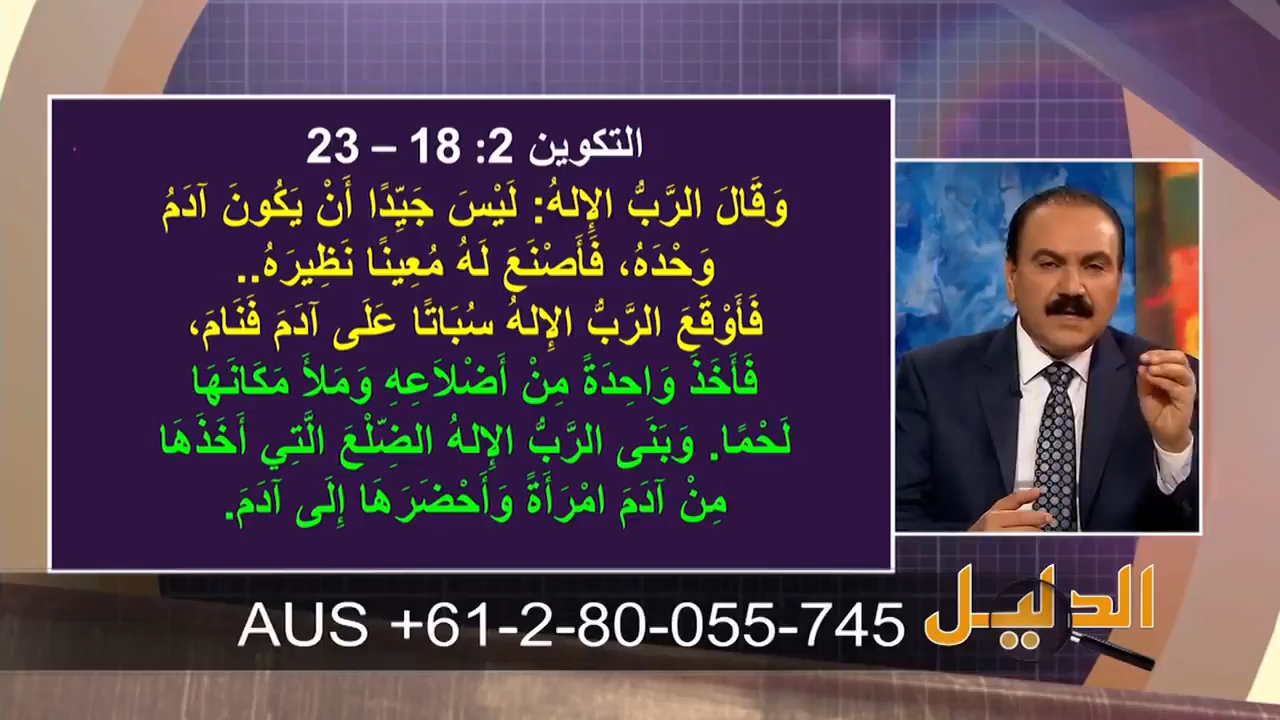 التكوين 2: 18 – 23
وَقَالَ الرَّبُّ الإِلهُ: لَيْسَ جَيِّدًا أَنْ يَكُونَ آدَمُ
وَحْدَهُ، فَأَصْنَعَ لَهُ مُعِينًا نَظِيرَهُ..
فَأَوْقَعَ الرَّبُّ الإِلهُ سُبَاتًا عَلَى آدَمَ فَنَامَ،
فَأَخَذَ وَاحِدَةً مِنْ أَضْلاَعِهِ وَمَلأَ مَكَانَهَا
لَحْمًا. وَبَنَى الرَّبُّ الإِلهُ الضِّلْعَ الَّتِي أَخَذَهَا
مِنْ آدَمَ امْرَأَةً وَأَحْضَرَهَا إِلَى آدَمَ.
AUS +61-2-80-055-745
الدليل